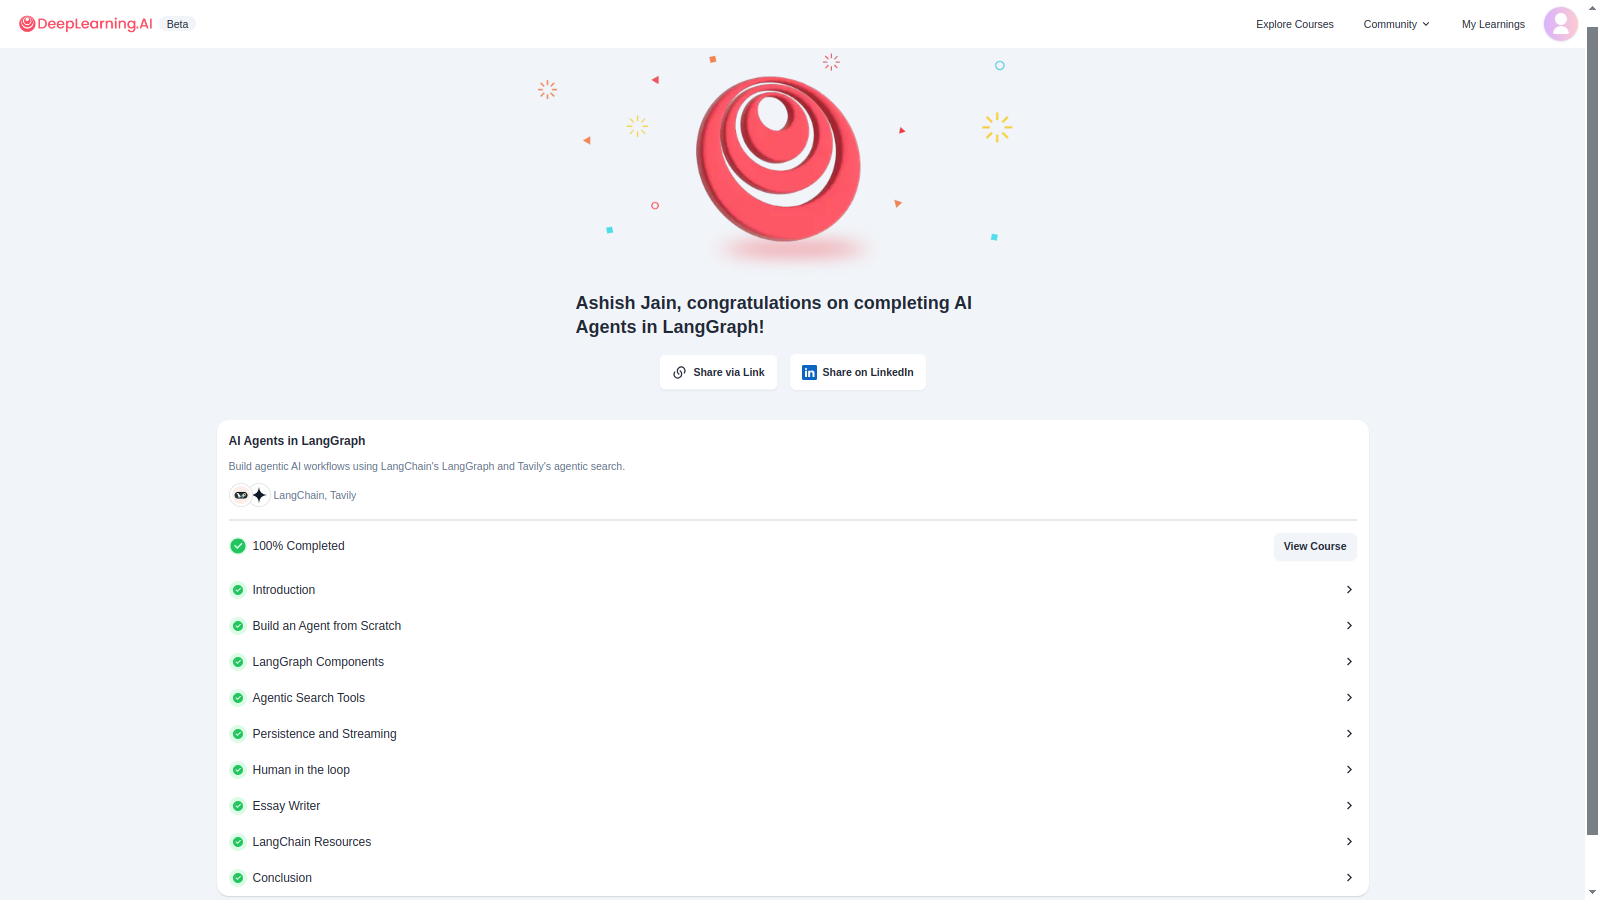 DeepLearning.AI Beta Explore Courses Community My Learnings
Ashish Jain, congratulations on completing AI
Agents in LangGraph!
Share via Link Share on LinkedIn
AI Agents in LangGraph
Build agentic AI workflows using LangChain's LangGraph and Tavily's agentic search.
LangChain, Tavily
100% Completed View Course
Introduction
Build an Agent from Scratch
LangGraph Components
Agentic Search Tools
Persistence and Streaming
Human in the loop
Essay Writer
LangChain Resources
Conclusion